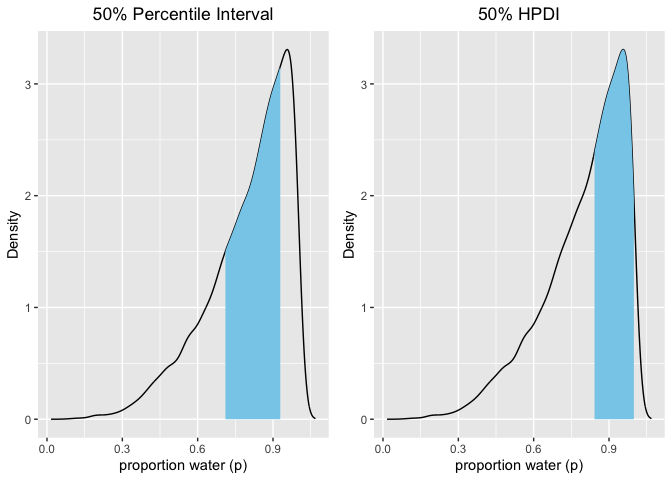 50% Percentile Interval
3
2
1
0
Density
0.0 0.3 0.6 0.9
proportion water (p)
50% HPDI
3
2
1
0
Density
0.0 0.3 0.6 0.9
proportion water (p)